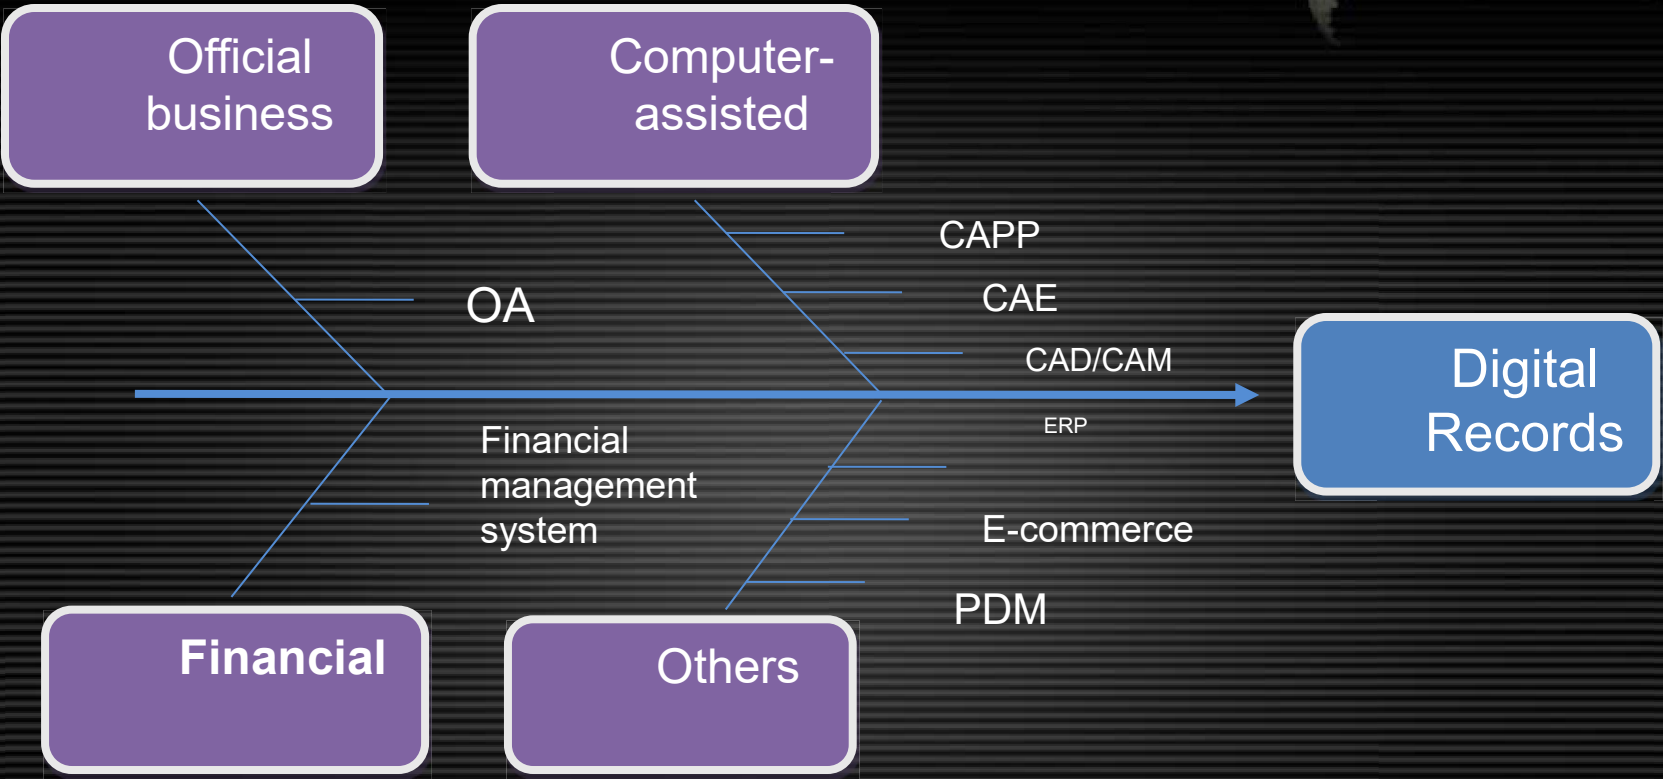 Official
business
Computer-
assisted
CAPP
OA
CAE
CAD/CAM
Digital
Records
ERP
Financial
management
system
E-commerce
PDM
Financial
Others